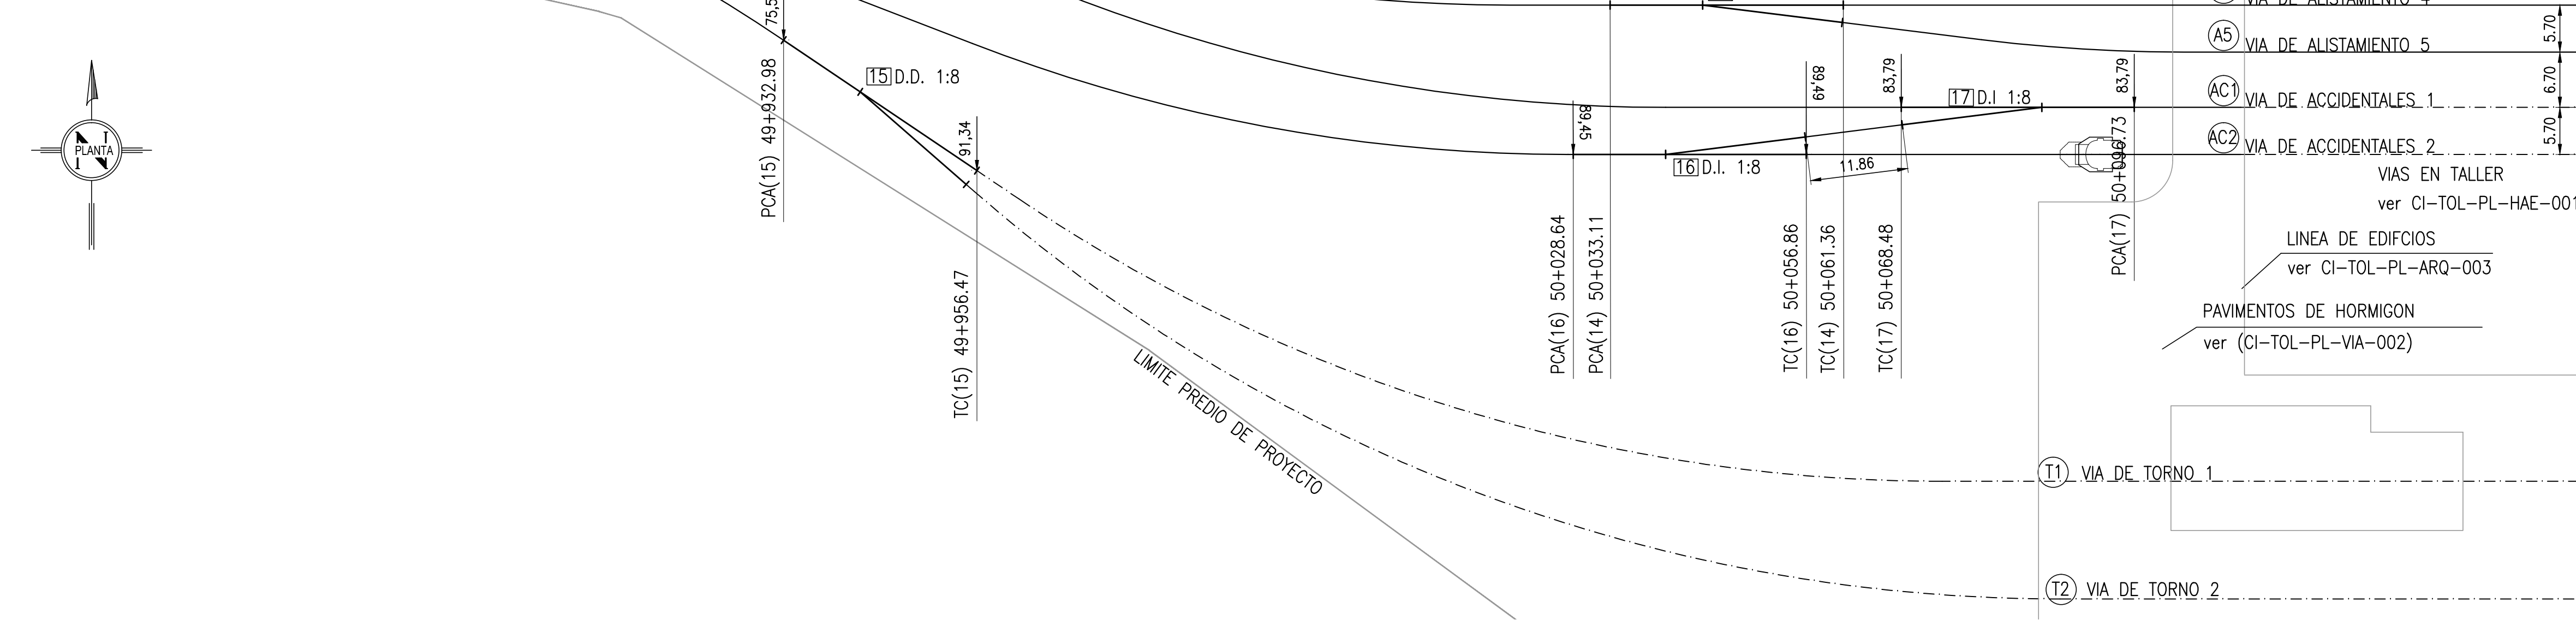 A5
VIA DE ALISTAMIENTO 5
5.70
AC1
VIA DE ACCIDENTALES 1
6.70
AC2
VIA DE ACCIDENTALES 2
5.70
VIAS EN TALLER
ver CI-TOL-PL-HAE-001
LINEA DE EDIFCIOS
ver CI-TOL-PL-ARQ-003
PAVIMENTOS DE HORMIGON
ver (CI-TOL-PL-VIA-002)
N
PLANTA
PCA(15) 49+932.98
15 D.D. 1:8
91,34
TC(15) 49+956.47
LIMITE PREDIO DE PROYECTO
89,45
PCA(16) 50+028.64
PCA(14) 50+033.11
16 D.I. 1:8
89,49
TC(16) 50+056.86
TC(14) 50+061.36
11.86
83,79
TC(17) 50+068.48
17 D.I 1:8
83,79
PCA(17) 50+096.73
T1
VIA DE TORNO 1
T2
VIA DE TORNO 2